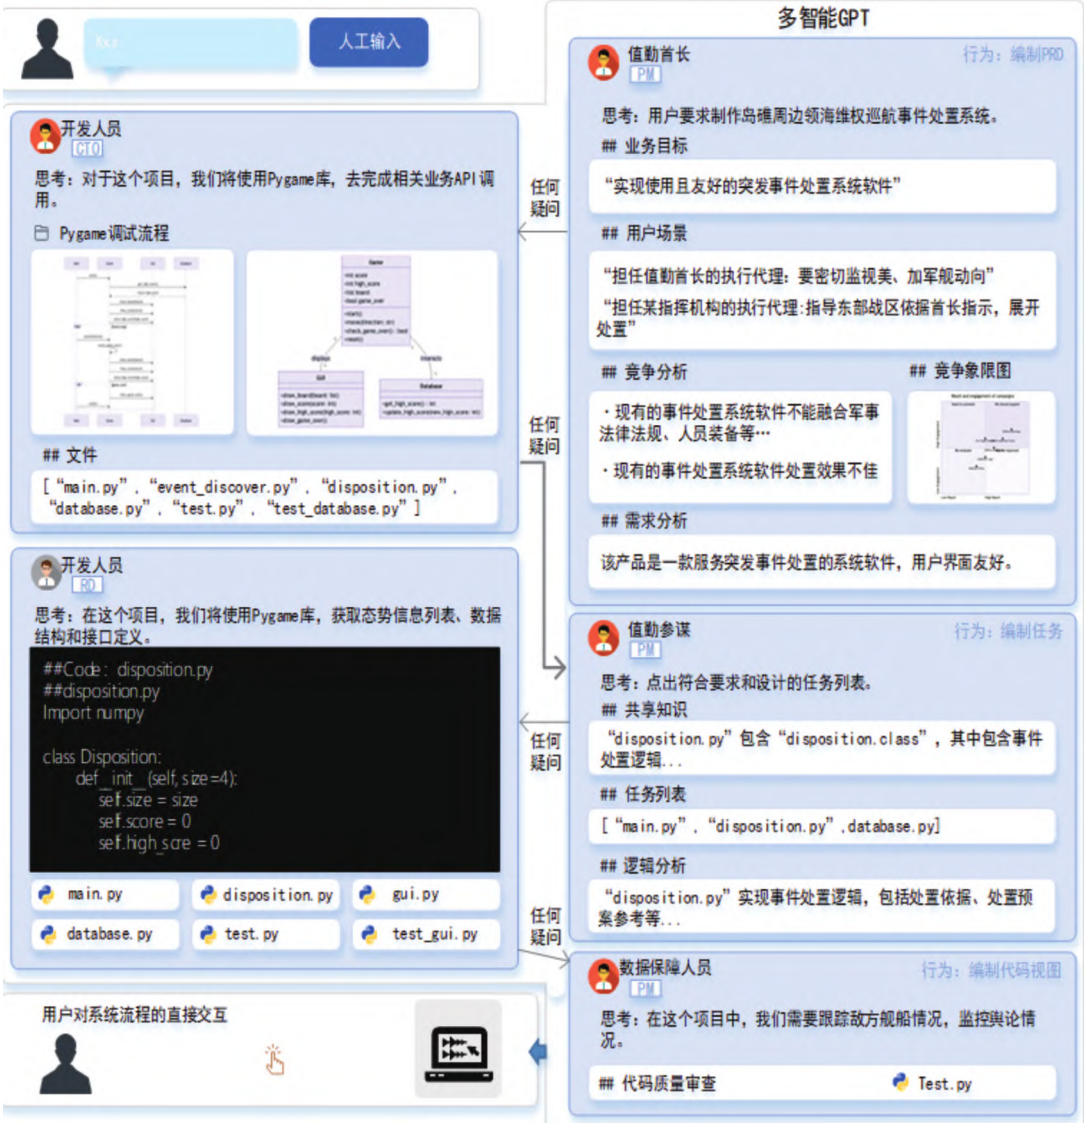 多智能GPT
人工输入
值勤首长
PM
行为：编制PRD
思考：用户要求制作岛礁周边领海维权巡航事件处置系统。
## 业务目标
“实现使用且友好的突发事件处置系统软件”
## 用户场景
“担任值勤首长的执行代理：要密切监视美、加军舰动向”
“担任某指挥机构的执行代理：指导东部战区依据首长指示，展开
处置”
## 竞争分析
·现有的事件处置系统软件不能融合军事
法律法规、人员装备等…
·现有的事件处置系统软件处置效果不佳
## 竞争象限图
## 需求分析
该产品是一款服务突发事件处置的系统软件，用户界面友好。
任何
疑问
开发人员
CTO
思考：对于这个项目，我们将使用Pygame库，去完成相关业务API调
用。
Pygame调试流程
Game
displays
interacts
GUI
Database
## 文件
[“main.py”，“event_discover.py”，“disposition.py”，
“database.py”，“test.py”，“test_database.py”]
任何
疑问
开发人员
RD
思考：在这个项目，我们将使用Pygame库，获取态势信息列表、数据
结构和接口定义。
##Code：disposition.py
##disposition.py
Import numpy
class Disposition:
def_init_(self, size=4):
self.size = size
self.score = 0
self.high_scre = 0
main.py
disposition.py
gui.py
database.py
test.py
test_gui.py
值勤参谋
PM
行为：编制任务
思考：点出符合要求和设计的任务列表。
## 共享知识
“disposition.py”包含“disposition.class”，其中包含事件
处置逻辑...
## 任务列表
[“main.py”，“disposition.py”,database.py]
## 逻辑分析
“disposition.py”实现事件处置逻辑，包括处置依据、处置预
案参考等...
任何
疑问
任何
疑问
数据保障人员
PM
行为：编制代码视图
思考：在这个项目中，我们需要跟踪敌方舰船情况，监控舆论情
况。
## 代码质量审查
Test.py
用户对系统流程的直接交互